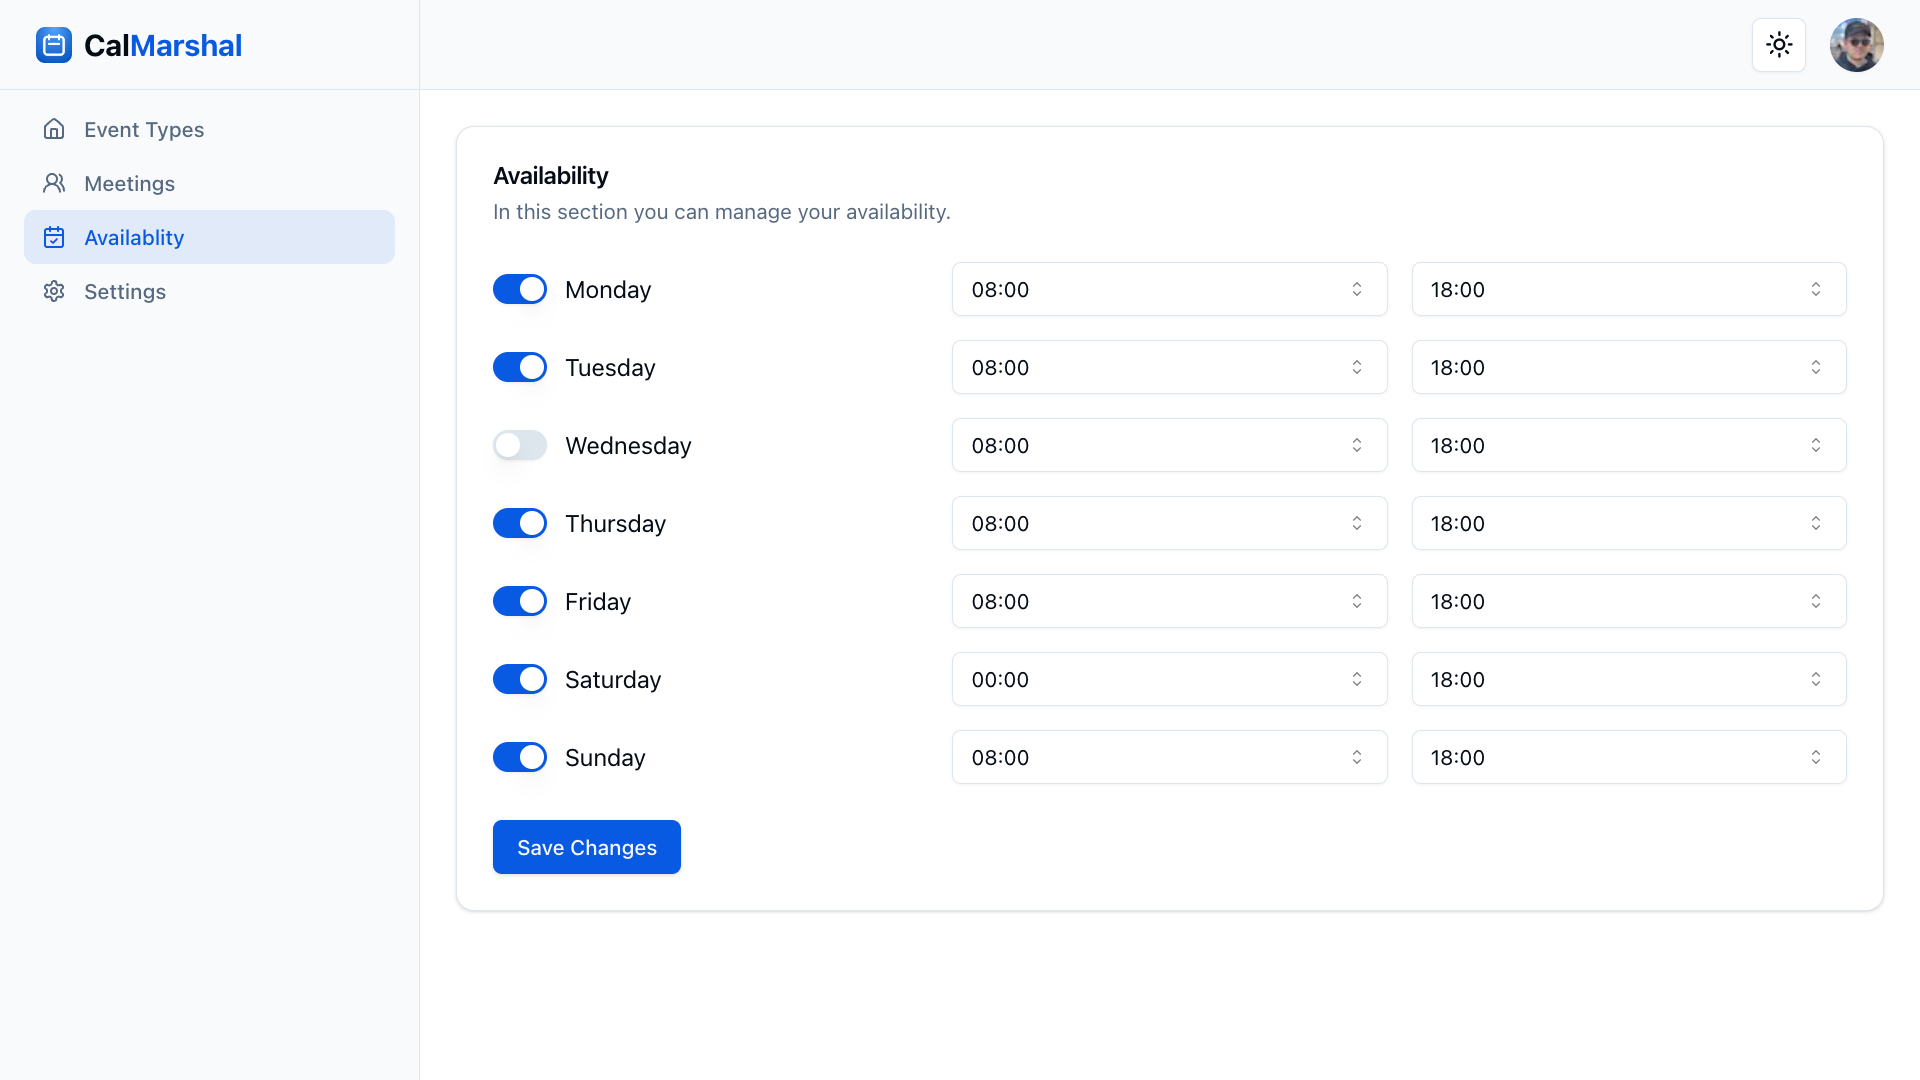 CalMarshal
Event Types
Meetings
Availablity
Settings
Availability
In this section you can manage your availability.
Monday 08:00 18:00
Tuesday 08:00 18:00
Wednesday 08:00 18:00
Thursday 08:00 18:00
Friday 08:00 18:00
Saturday 00:00 18:00
Sunday 08:00 18:00
Save Changes